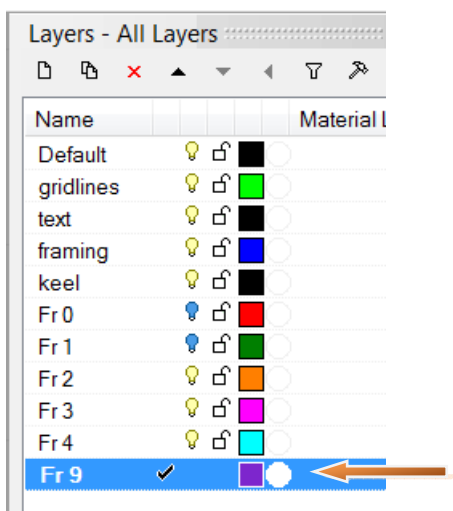 Layers - All Layers
Name Material L
Default
gridlines
text
framing
keel
Fr 0
Fr 1
Fr 2
Fr 3
Fr 4
Fr 9